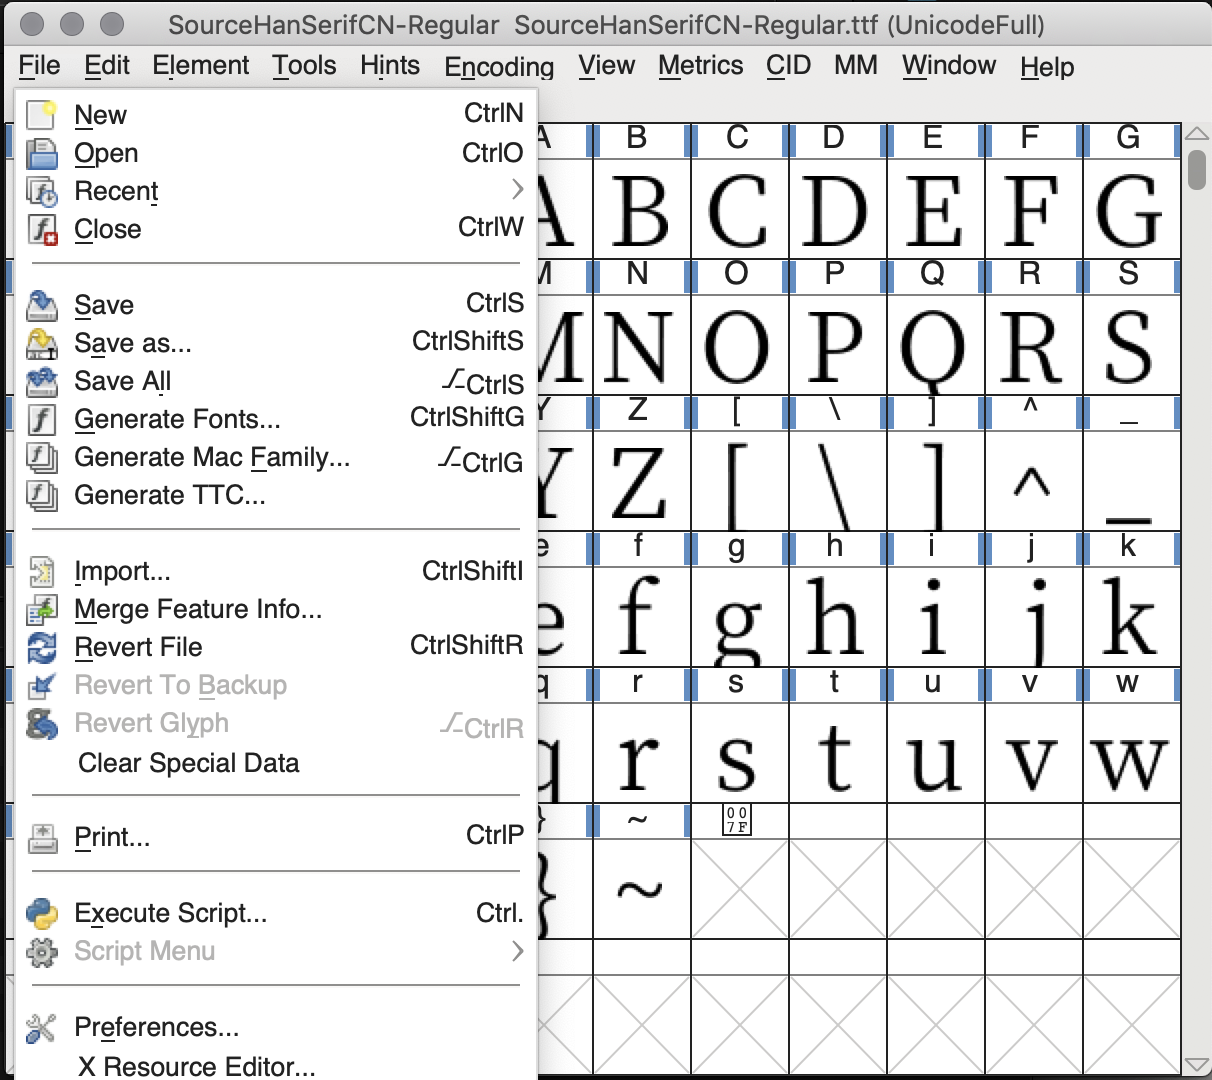 SourceHanSerifCN-Regular SourceHanSerifCN-Regular.ttf (UnicodeFull)
File Edit Element Tools Hints Encoding View Metrics CID MM Window Help
New CtrlN
Open CtrlO
Recent
Close CtrlW
Save CtrlS
Save as... CtrlShiftS
Save All ⌥CtrlS
Generate Fonts... CtrlShiftG
Generate Mac Family... ⌥CtrlG
Generate TTC...
Import... CtrlShiftI
Merge Feature Info...
Revert File CtrlShiftR
Revert To Backup
Revert Glyph ⌥CtrlR
Clear Special Data
Print... CtrlP
Execute Script... Ctrl.
Script Menu
Preferences...
X Resource Editor...
A B C D E F G
A B C D E F G
M N O P Q R S
M N O P Q R S
Y Z [ \ ] ^ _
Y Z [ \ ] ^ _
e f g h i j k
e f g h i j k
q r s t u v w
q r s t u v w
} ~ 007F
} ~